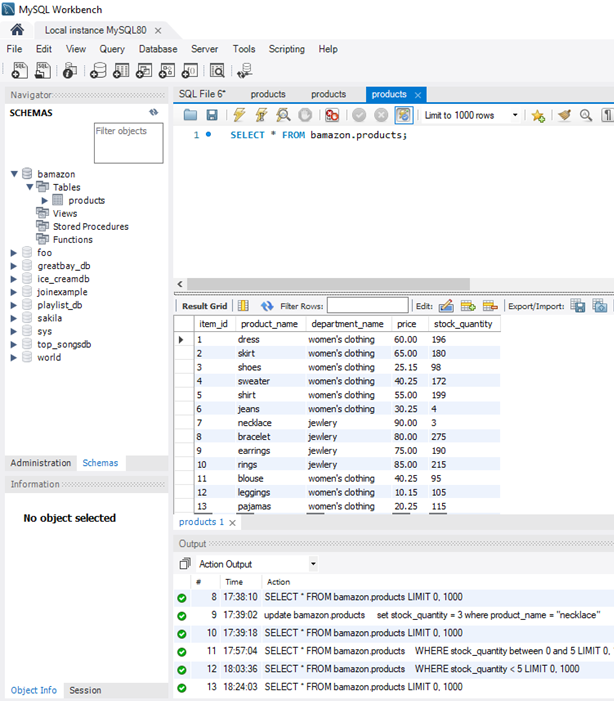 MySQL Workbench
Local instance MySQL80
File Edit View Query Database Server Tools Scripting Help
Navigator
SCHEMAS
Filter objects
bamazon
Tables
products
Views
Stored Procedures
Functions
foo
greatbay_db
ice_creamdb
joinexample
playlist_db
sakila
sys
top_songsdb
world
Administration Schemas
Information
No object selected
Object Info Session
SQL File 6* products products products
Limit to 1000 rows
1 SELECT * FROM bamazon.products;
Result Grid Filter Rows: Edit: Export/Import:
item_id product_name department_name price stock_quantity
1 dress women's clothing 60.00 196
2 skirt women's clothing 65.00 180
3 shoes women's clothing 25.15 98
4 sweater women's clothing 40.25 172
5 shirt women's clothing 55.00 199
6 jeans women's clothing 30.25 4
7 necklace jewlery 90.00 3
8 bracelet jewlery 80.00 275
9 earrings jewlery 75.00 190
10 rings jewlery 85.00 215
11 blouse women's clothing 40.25 95
12 leggings women's clothing 10.15 105
13 pajamas women's clothing 20.25 115
products 1
Output
Action Output
# Time Action
8 17:38:10 SELECT * FROM bamazon.products LIMIT 0, 1000
9 17:39:02 update bamazon.products set stock_quantity = 3 where product_name = "necklace"
10 17:39:18 SELECT * FROM bamazon.products LIMIT 0, 1000
11 17:57:04 SELECT * FROM bamazon.products WHERE stock_quantity between 0 and 5 LIMIT 0,
12 18:03:36 SELECT * FROM bamazon.products WHERE stock_quantity < 5 LIMIT 0, 1000
13 18:24:03 SELECT * FROM bamazon.products LIMIT 0, 1000